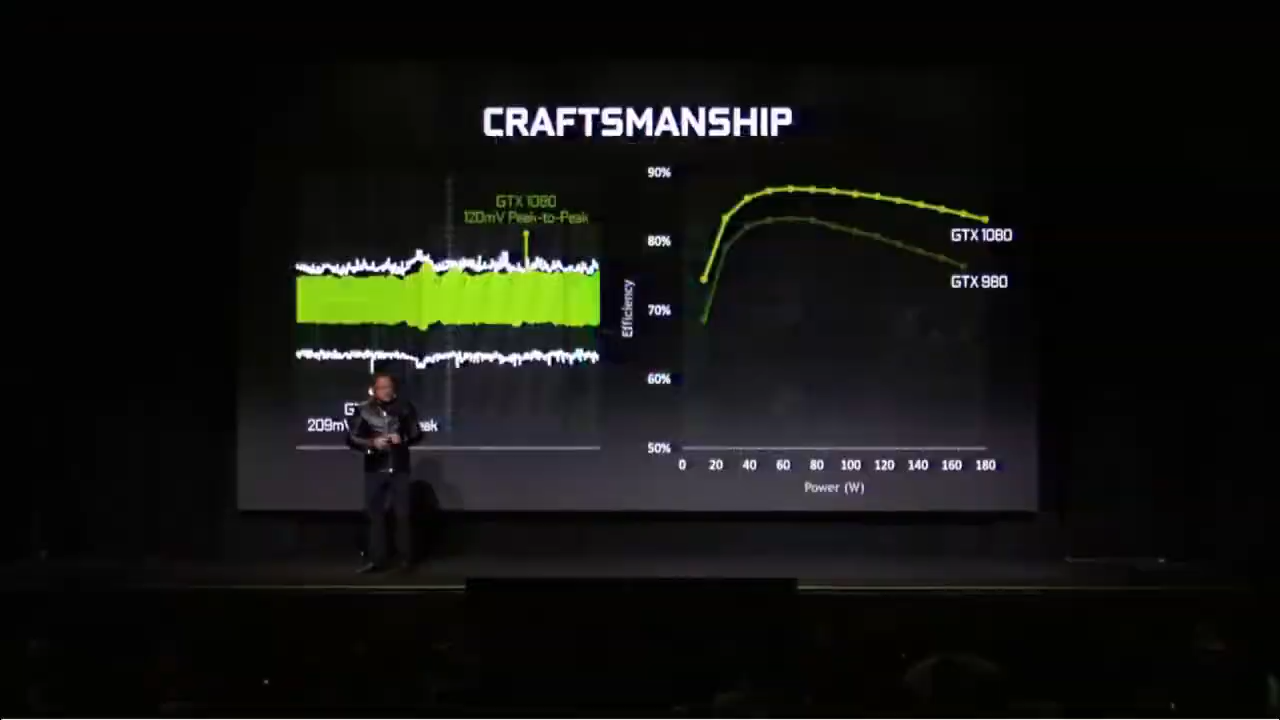 CRAFTSMANSHIP
GTX 1080
120mV Peak-to-Peak
209mV
90%
80%
70%
60%
50%
Efficiency
GTX 1080
GTX 980
0 20 40 60 80 100 120 140 160 180
Power (W)